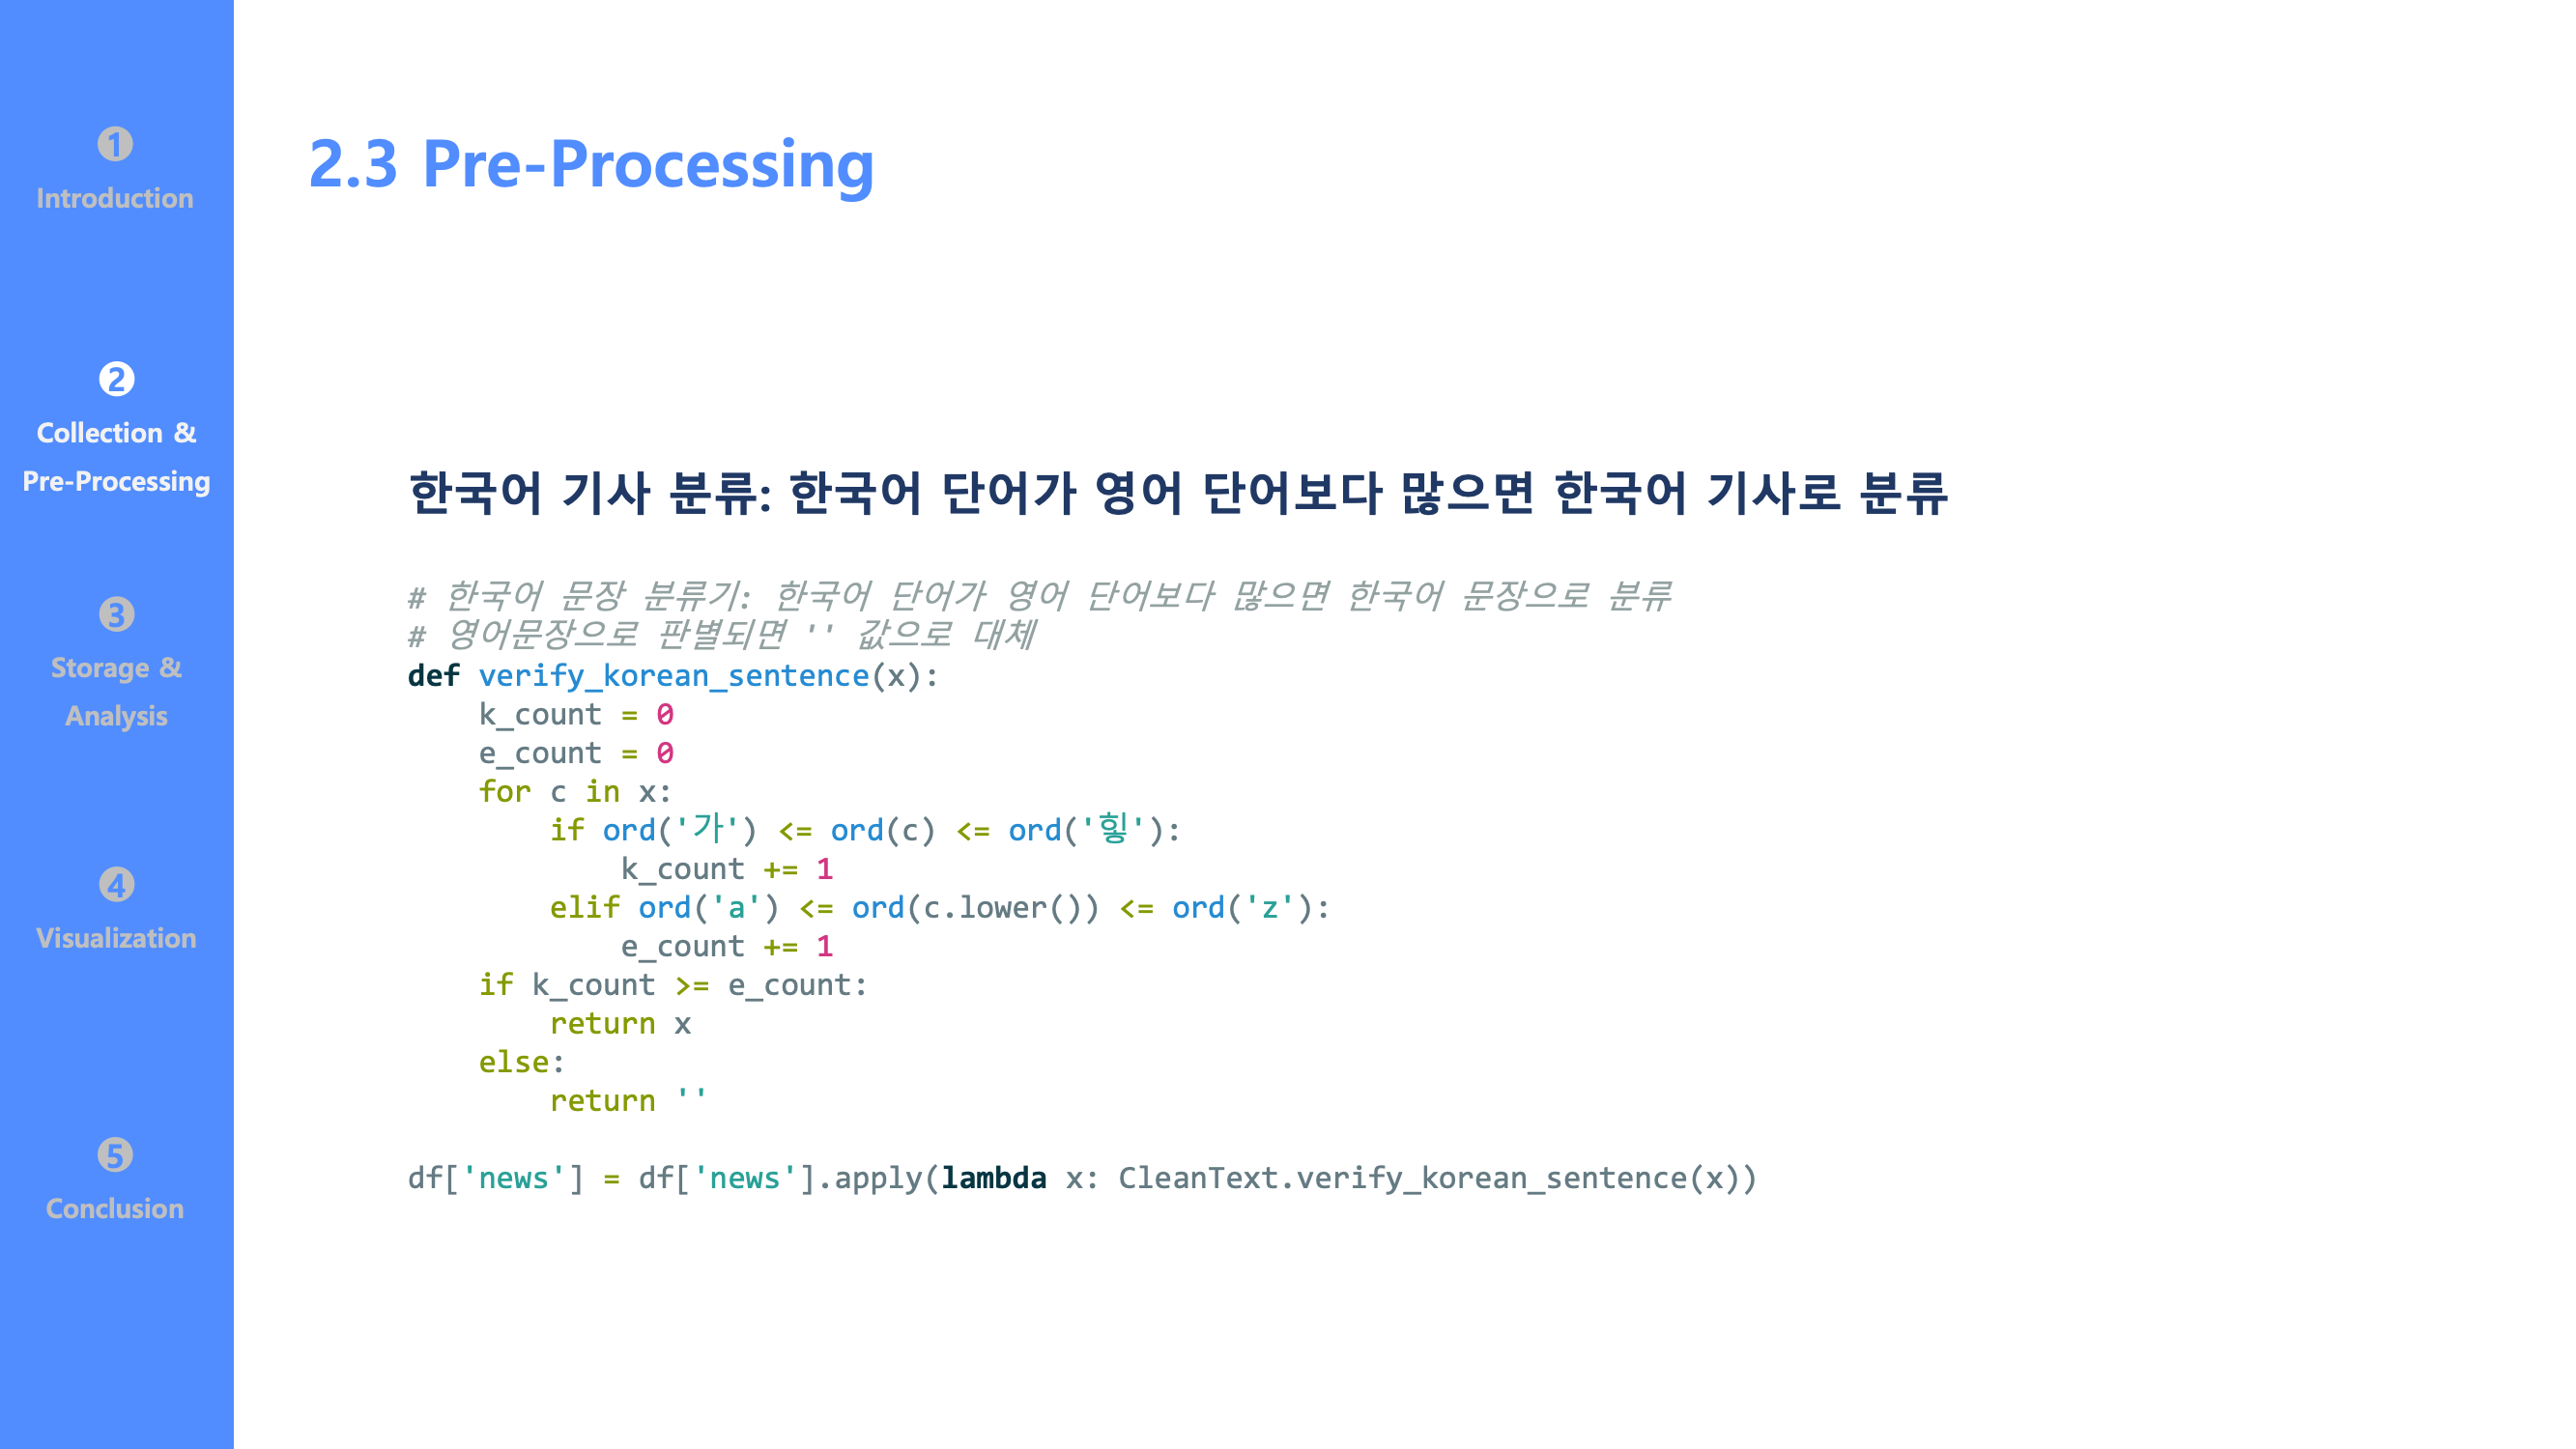 ❶
Introduction
❷
Collection &
Pre-Processing
❸
Storage &
Analysis
❹
Visualization
❺
Conclusion
2.3 Pre-Processing
한국어 기사 분류: 한국어 단어가 영어 단어보다 많으면 한국어 기사로 분류
# 한국어 문장 분류기: 한국어 단어가 영어 단어보다 많으면 한국어 문장으로 분류
# 영어문장으로 판별되면 '' 값으로 대체
def verify_korean_sentence(x):
    k_count = 0
    e_count = 0
    for c in x:
        if ord('가') <= ord(c) <= ord('힣'):
            k_count += 1
        elif ord('a') <= ord(c.lower()) <= ord('z'):
            e_count += 1
    if k_count >= e_count:
        return x
    else:
        return ''
df['news'] = df['news'].apply(lambda x: CleanText.verify_korean_sentence(x))